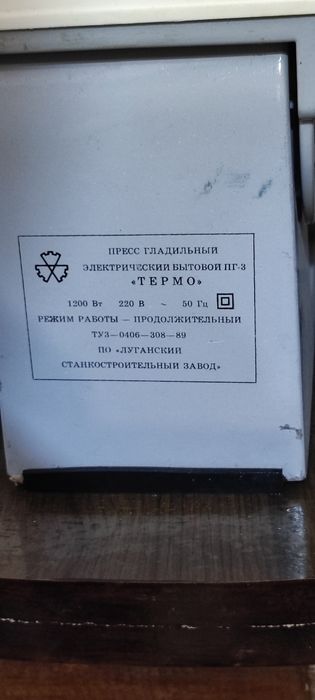 ПРЕСС ГЛАДИЛЬНЫЙ
ЭЛЕКТРИЧЕСКИЙ БЫТОВОЙ ПГ-3
«ТЕРМО»
1200 Вт 220 В ~ 50 Гц
РЕЖИМ РАБОТЫ — ПРОДОЛЖИТЕЛЬНЫЙ
ТУ3—0406—308—89
ПО «ЛУГАНСКИЙ
СТАНКОСТРОИТЕЛЬНЫЙ ЗАВОД»